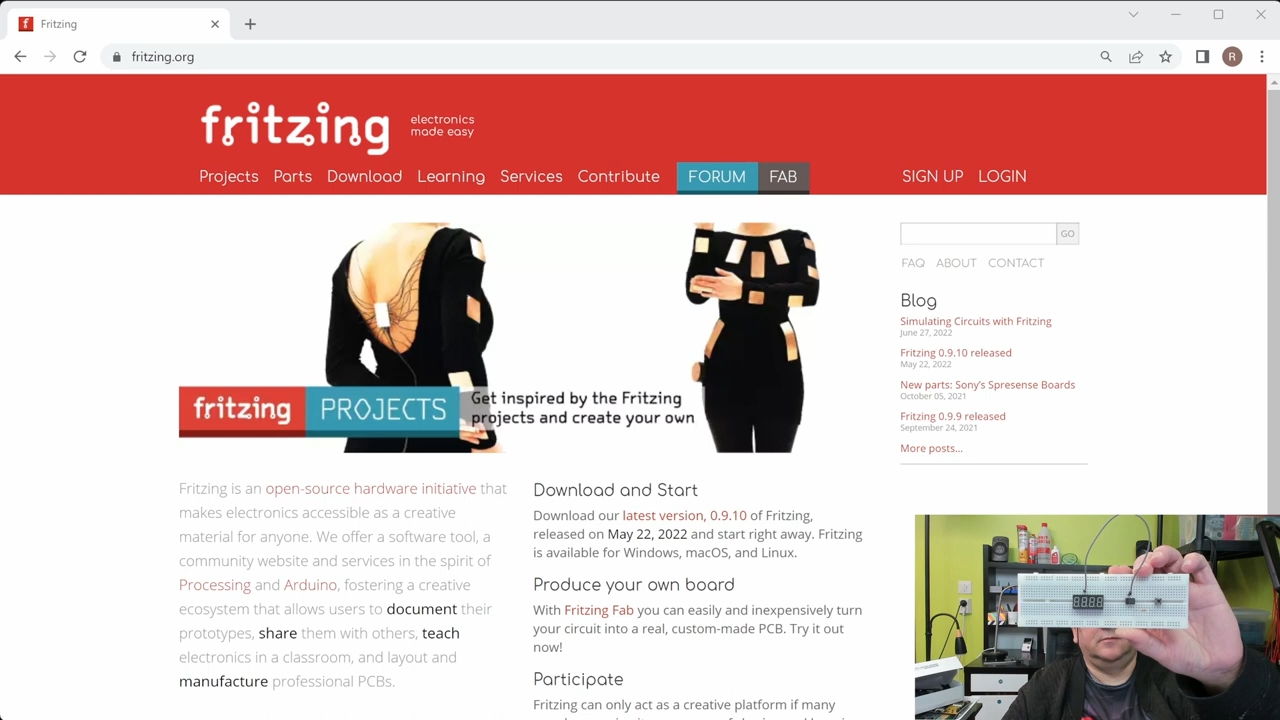 Fritzing
fritzing.org
R
fritzing
electronics
made easy
Projects Parts Download Learning Services Contribute FORUM FAB SIGN UP LOGIN
GO
FAQ ABOUT CONTACT
fritzing PROJECTS
Get inspired by the Fritzing
projects and create your own
Blog
Simulating Circuits with Fritzing
June 27, 2022
Fritzing 0.9.10 released
May 22, 2022
New parts: Sony's Spresense Boards
October 05, 2021
Fritzing 0.9.9 released
September 24, 2021
More posts...
Fritzing is an open-source hardware initiative that
makes electronics accessible as a creative
material for anyone. We offer a software tool, a
community website and services in the spirit of
Processing and Arduino, fostering a creative
ecosystem that allows users to document their
prototypes, share them with others, teach
electronics in a classroom, and layout and
manufacture professional PCBs.
Download and Start
Download our latest version, 0.9.10 of Fritzing,
released on May 22, 2022 and start right away. Fritzing
is available for Windows, macOS, and Linux.
Produce your own board
With Fritzing Fab you can easily and inexpensively turn
your circuit into a real, custom-made PCB. Try it out
now!
Participate
Fritzing can only act as a creative platform if many